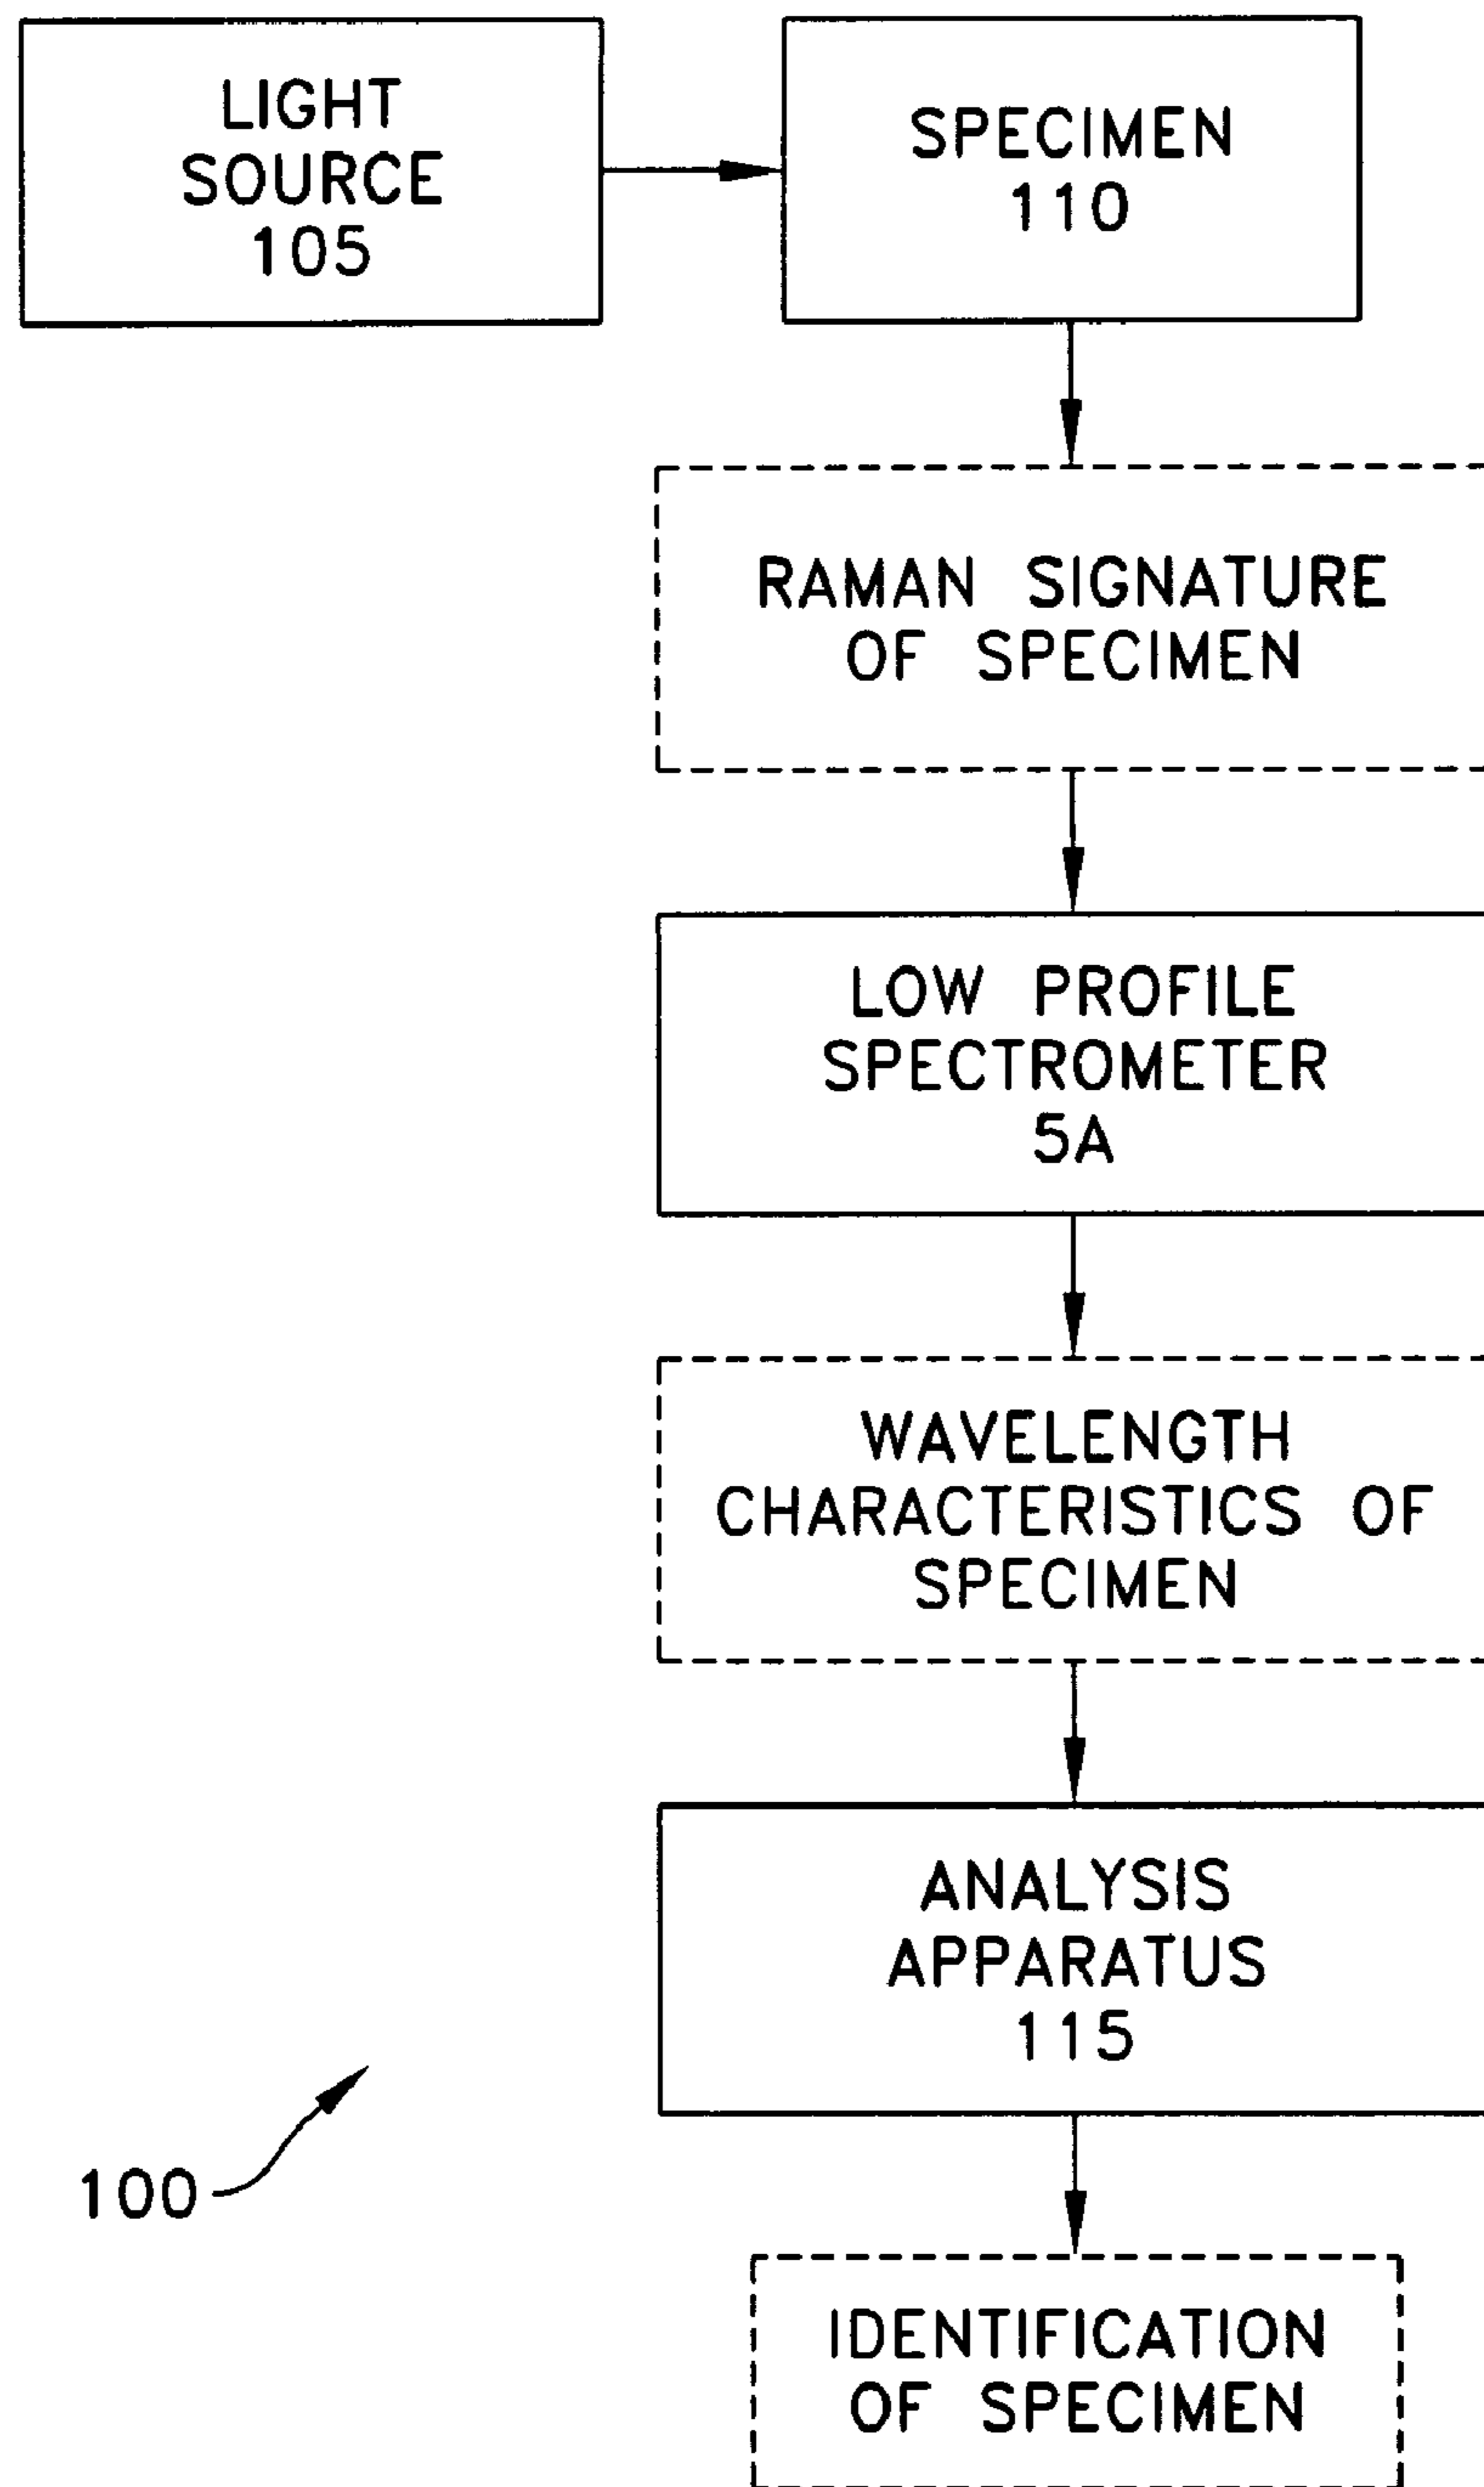 LIGHT
SOURCE
105
SPECIMEN
110
RAMAN SIGNATURE
OF SPECIMEN
LOW PROFILE
SPECTROMETER
5A
WAVELENGTH
CHARACTERISTICS OF
SPECIMEN
ANALYSIS
APPARATUS
115
100
IDENTIFICATION
OF SPECIMEN